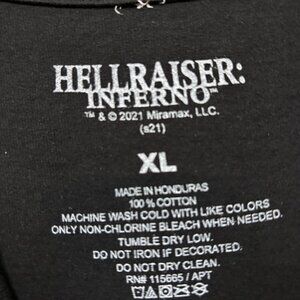 HELLRAISER:
INFERNO™
™ & © 2021 Miramax, LLC.
(s21)
XL
MADE IN HONDURAS
100 % COTTON
MACHINE WASH COLD WITH LIKE COLORS
ONLY NON-CHLORINE BLEACH WHEN NEEDED.
TUMBLE DRY LOW.
DO NOT IRON IF DECORATED.
DO NOT DRY CLEAN.
RN# 115665 / APT